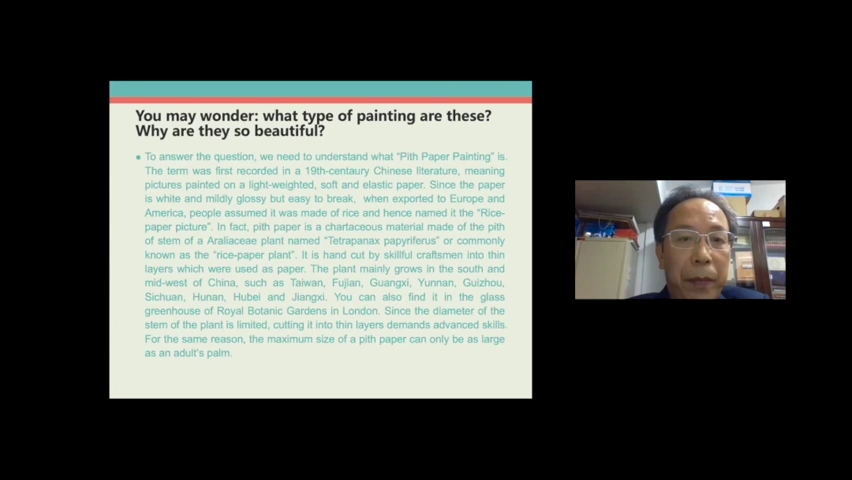 You may wonder: what type of painting are these?
Why are they so beautiful?
To answer the question, we need to understand what “Pith Paper Painting” is.
The term was first recorded in a 19th-centaury Chinese literature, meaning
pictures painted on a light-weighted, soft and elastic paper. Since the paper
is white and mildly glossy but easy to break, when exported to Europe and
America, people assumed it was made of rice and hence named it the “Rice-
paper picture”. In fact, pith paper is a chartaceous material made of the pith
of stem of a Araliaceae plant named “Tetrapanax papyriferus” or commonly
known as the “rice-paper plant”. It is hand cut by skillful craftsmen into thin
layers which were used as paper. The plant mainly grows in the south and
mid-west of China, such as Taiwan, Fujian, Guangxi, Yunnan, Guizhou,
Sichuan, Hunan, Hubei and Jiangxi. You can also find it in the glass
greenhouse of Royal Botanic Gardens in London. Since the diameter of the
stem of the plant is limited, cutting it into thin layers demands advanced skills.
For the same reason, the maximum size of a pith paper can only be as large
as an adult’s palm.